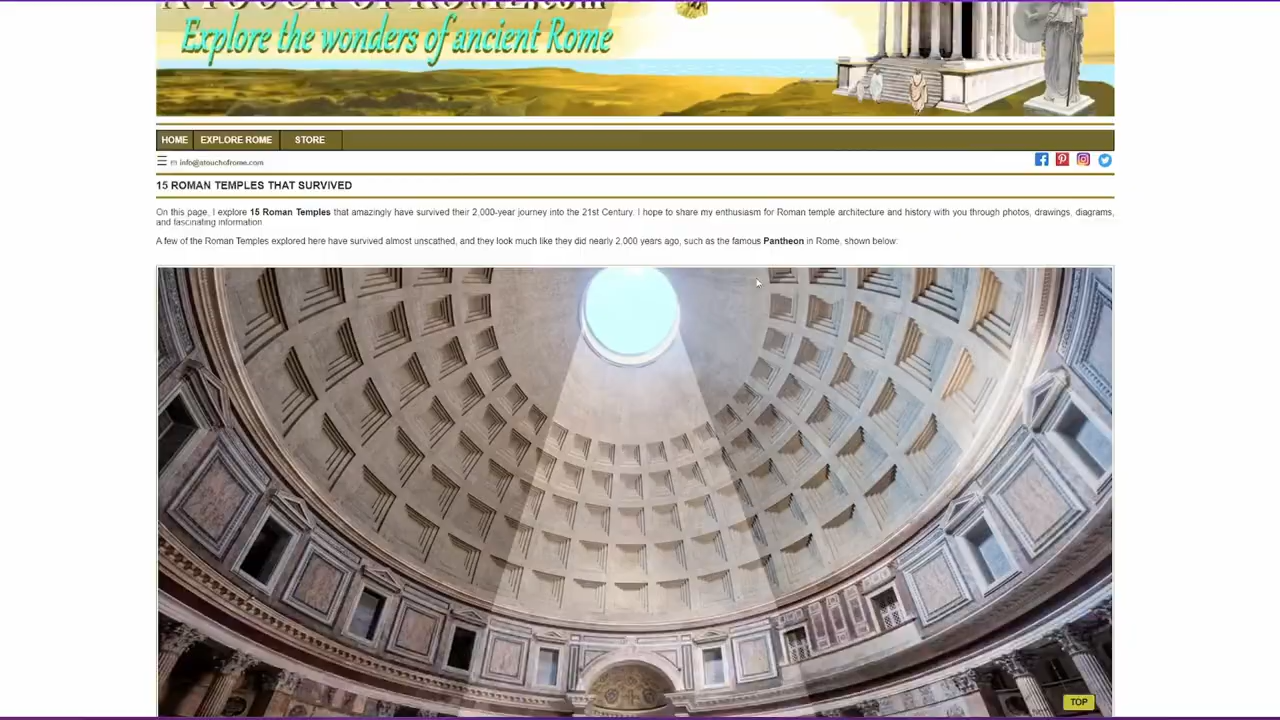 A TOUCH OF ROME.com
Explore the wonders of ancient Rome
HOME EXPLORE ROME STORE
info@atouchofrome.com
15 ROMAN TEMPLES THAT SURVIVED
On this page, I explore 15 Roman Temples that amazingly have survived their 2,000-year journey into the 21st Century. I hope to share my enthusiasm for Roman temple architecture and history with you through photos, drawings, diagrams,
and fascinating information.
A few of the Roman Temples explored here have survived almost unscathed, and they look much like they did nearly 2,000 years ago, such as the famous Pantheon in Rome, shown below:
TOP